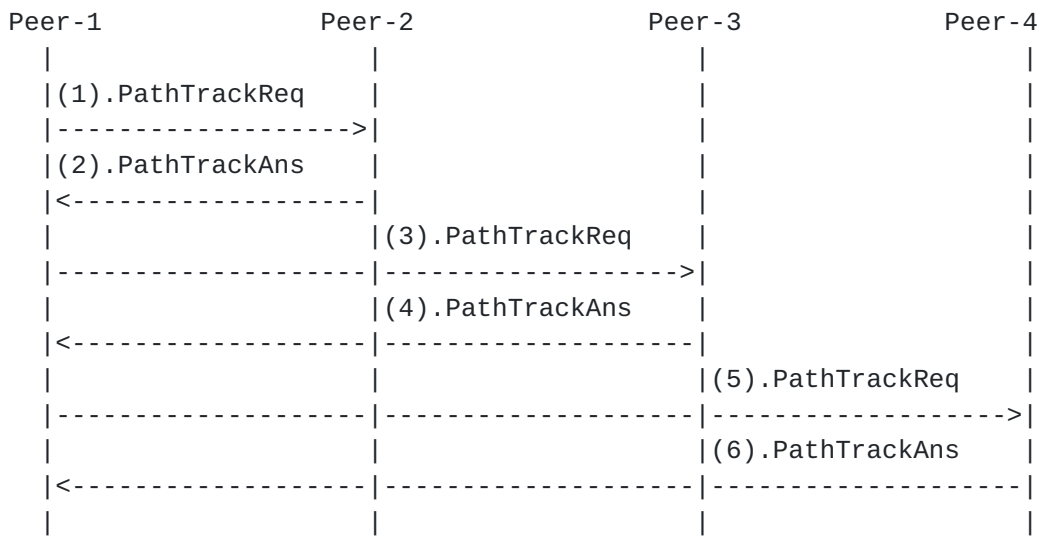 Peer-1 Peer-2 Peer-3 Peer-4
(1).PathTrackReq
(2).PathTrackAns
(3).PathTrackReq
(4).PathTrackAns
(5).PathTrackReq
(6).PathTrackAns